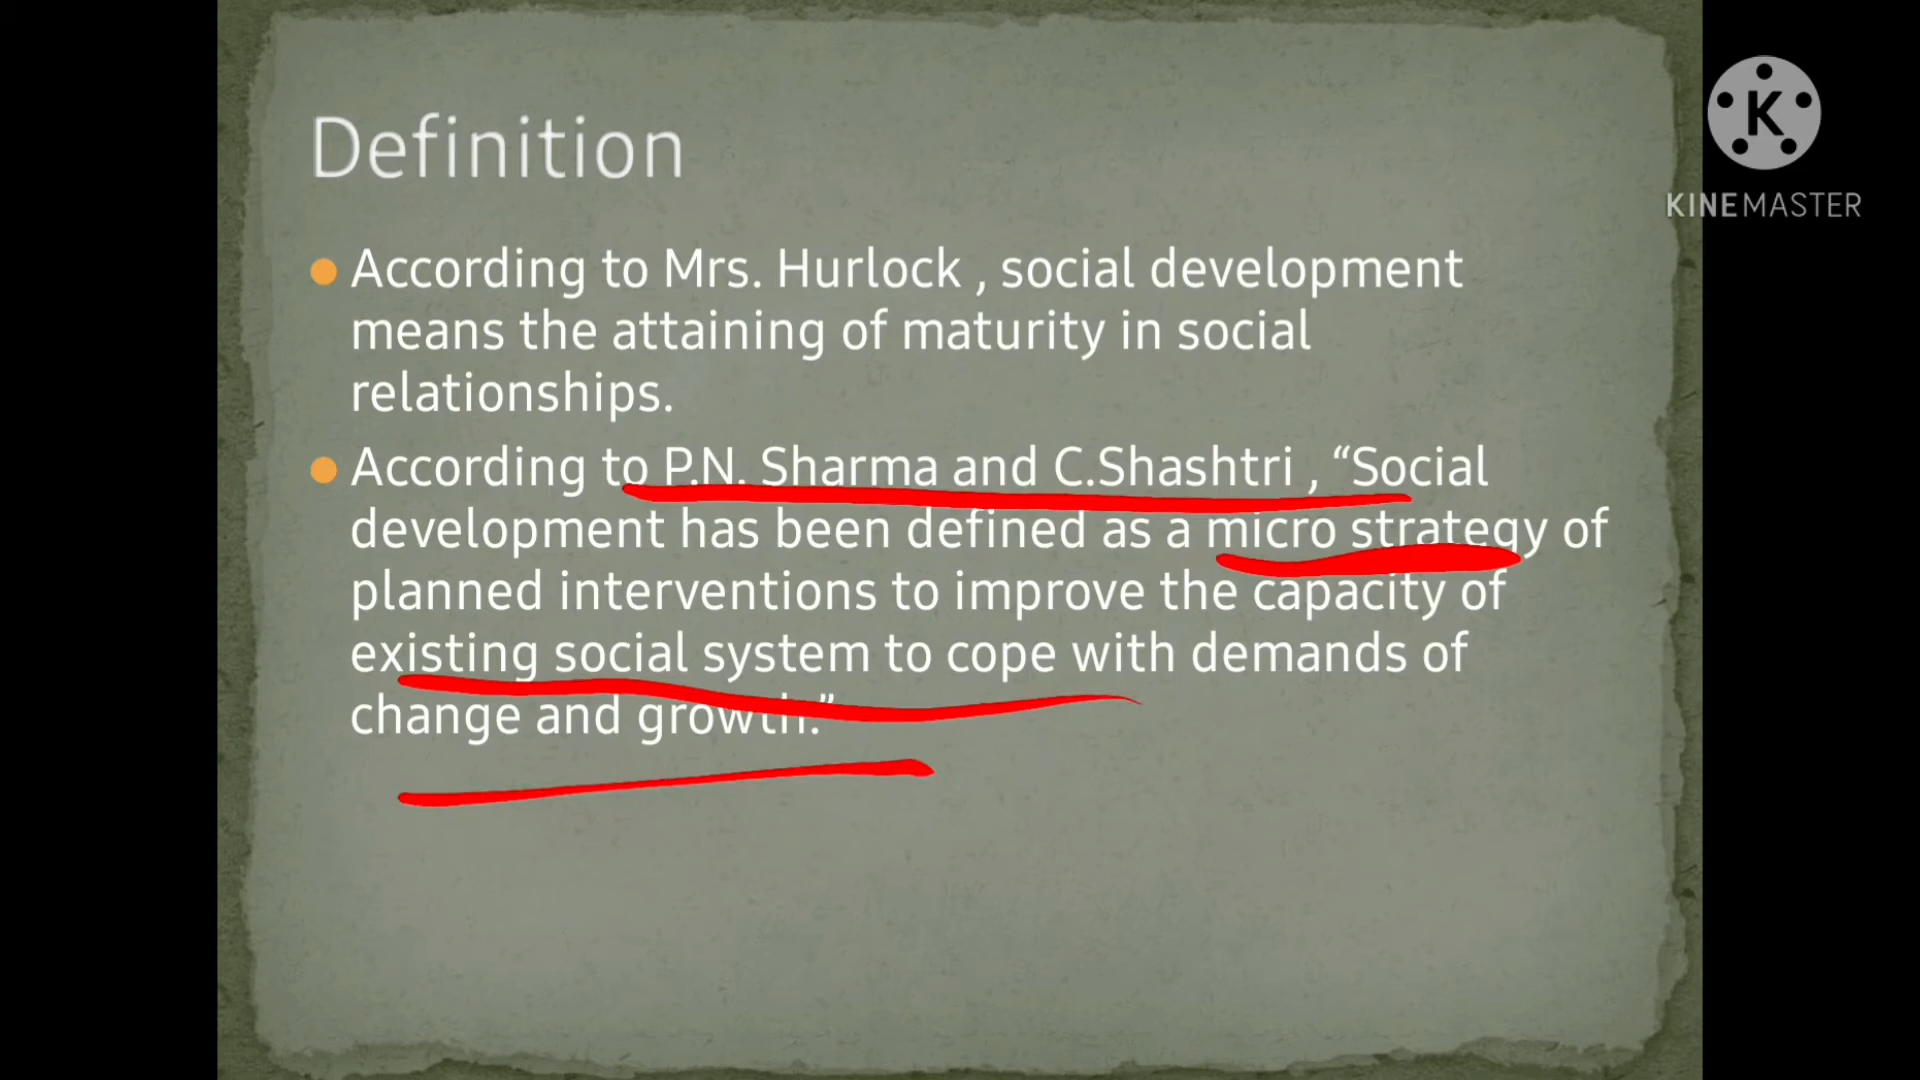 Definition
K
KINEMASTER
According to Mrs. Hurlock , social development
means the attaining of maturity in social
relationships.
According to P.N. Sharma and C.Shashtri , “Social
development has been defined as a micro strategy of
planned interventions to improve the capacity of
existing social system to cope with demands of
change and growth.”